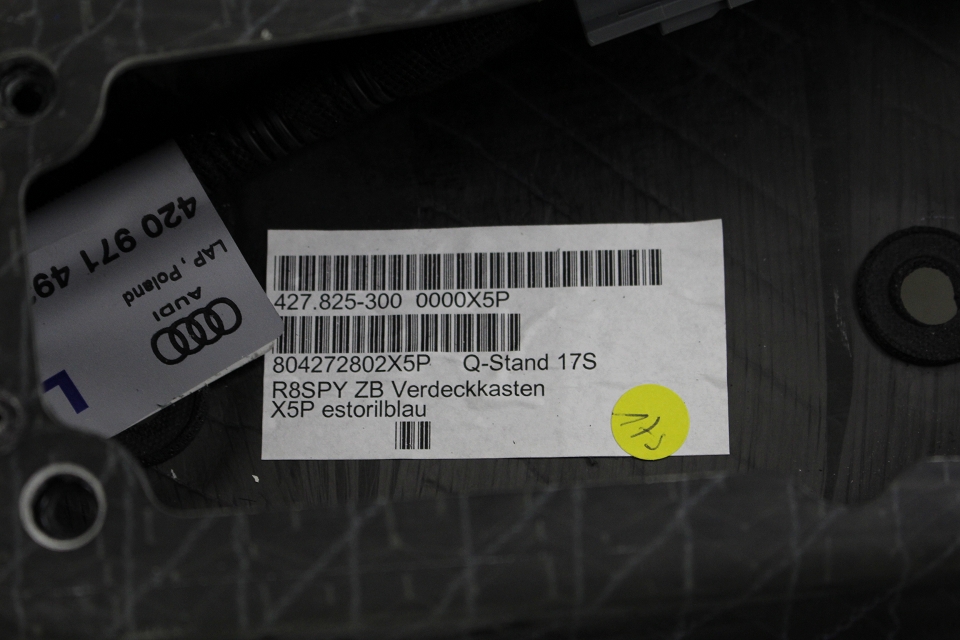 427.825-300 0000X5P
804272802X5P Q-Stand 17S
R8SPY ZB Verdeckkasten
X5P estorilblau
420 971 49
LAP, Poland
AUDI
L